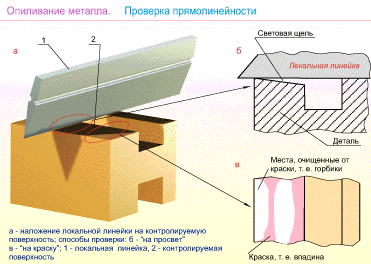 Опиливание металла. Проверка прямолинейности
а
1
2
б
Световая щель
Лекальная линейка
Деталь
в
Места, очищенные от
краски, т. е. горбики
Краска, т. е. впадина
а - наложение локальной линейки на контролируемую
поверхность; способы проверки: б - "на просвет"
в - "на краску"; 1 - локальная линейка, 2 - контролируемая
поверхность